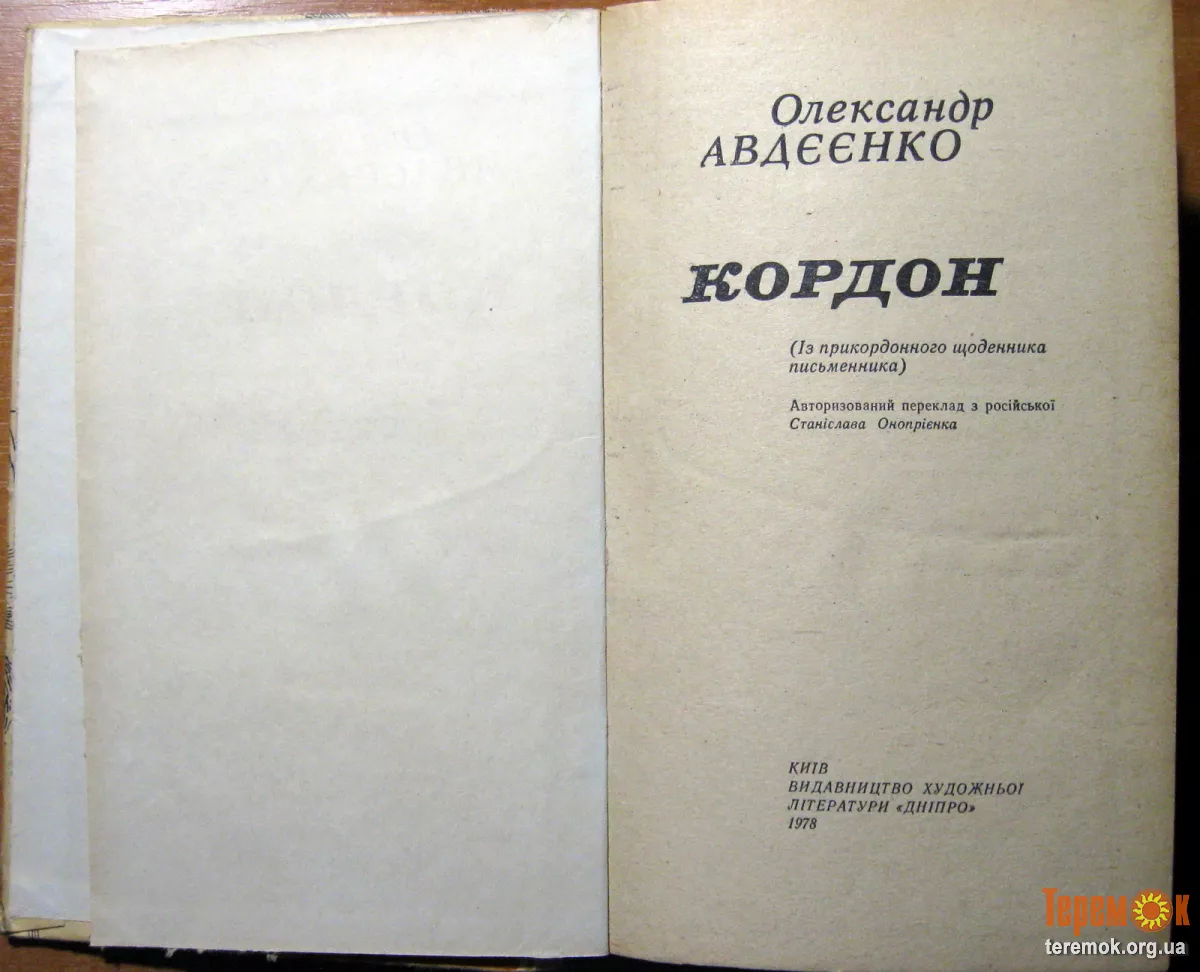 Олександр
АВДЄЄНКО
КОРДОН
(Із прикордонного щоденника
письменника)
Авторизований переклад з російської
Станіслава Онопрієнка
КИЇВ
ВИДАВНИЦТВО ХУДОЖНЬОЇ
ЛІТЕРАТУРИ «ДНІПРО»
1978
Теремок
teremok.org.ua